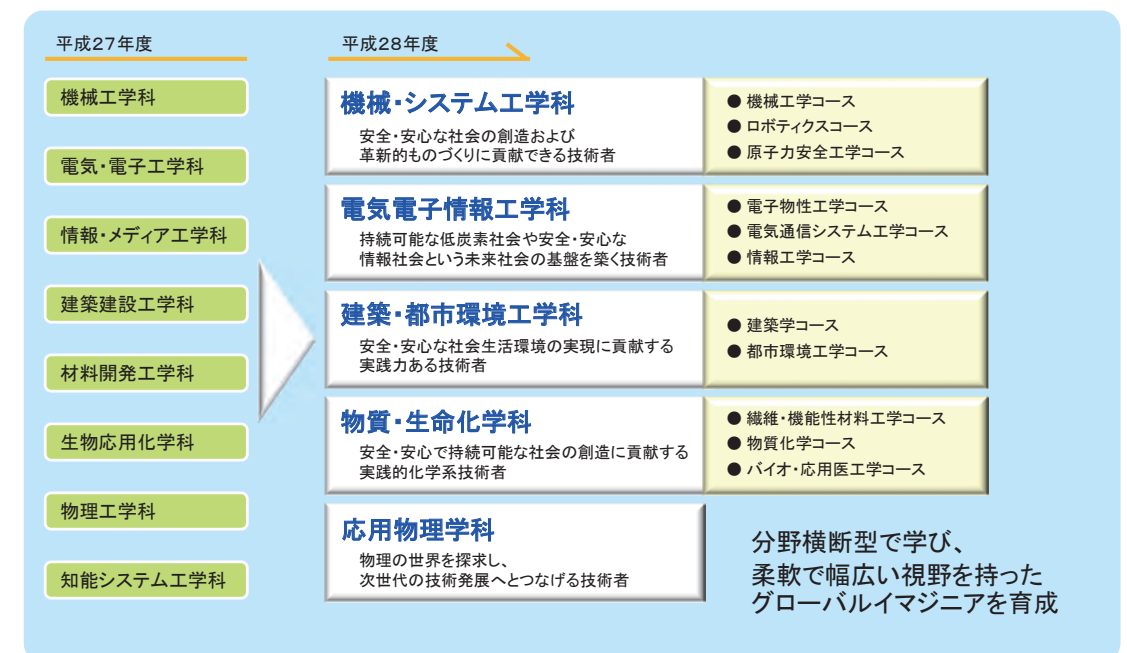 平成27年度
機械工学科
電気・電子工学科
情報・メディア工学科
建築建設工学科
材料開発工学科
生物応用化学科
物理工学科
知能システム工学科
平成28年度
機械・システム工学科
安全・安心な社会の創造および
革新的ものづくりに貢献できる技術者
● 機械工学コース
● ロボティクスコース
● 原子力安全工学コース
電気電子情報工学科
持続可能な低炭素社会や安全・安心な
情報社会という未来社会の基盤を築く技術者
● 電子物性工学コース
● 電気通信システム工学コース
● 情報工学コース
建築・都市環境工学科
安全・安心な社会生活環境の実現に貢献する
実践力ある技術者
● 建築学コース
● 都市環境工学コース
物質・生命化学科
安全・安心で持続可能な社会の創造に貢献する
実践的化学系技術者
● 繊維・機能性材料工学コース
● 物質化学コース
● バイオ・応用医工学コース
応用物理学科
物理の世界を探求し、
次世代の技術発展へとつなげる技術者
分野横断型で学び、
柔軟で幅広い視野を持った
グローバルイマジニアを育成